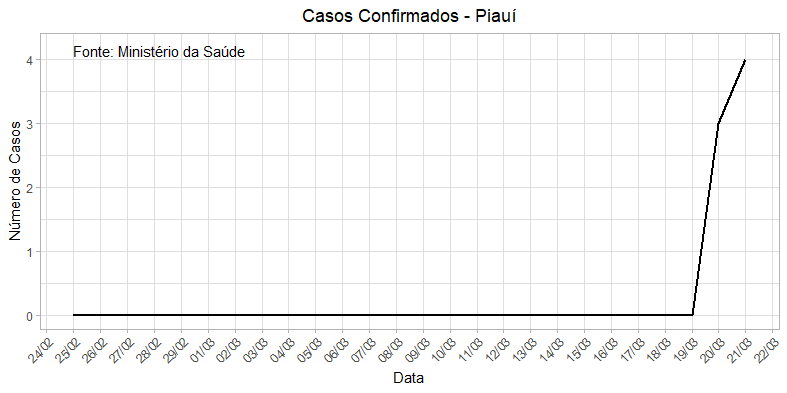 Casos Confirmados - Piauí
Fonte: Ministério da Saúde
Número de Casos
4
3
2
1
0
24/02 25/02 26/02 27/02 28/02 29/02 01/03 02/03 03/03 04/03 05/03 06/03 07/03 08/03 09/03 10/03 11/03 12/03 13/03 14/03 15/03 16/03 17/03 18/03 19/03 20/03 21/03 22/03
Data